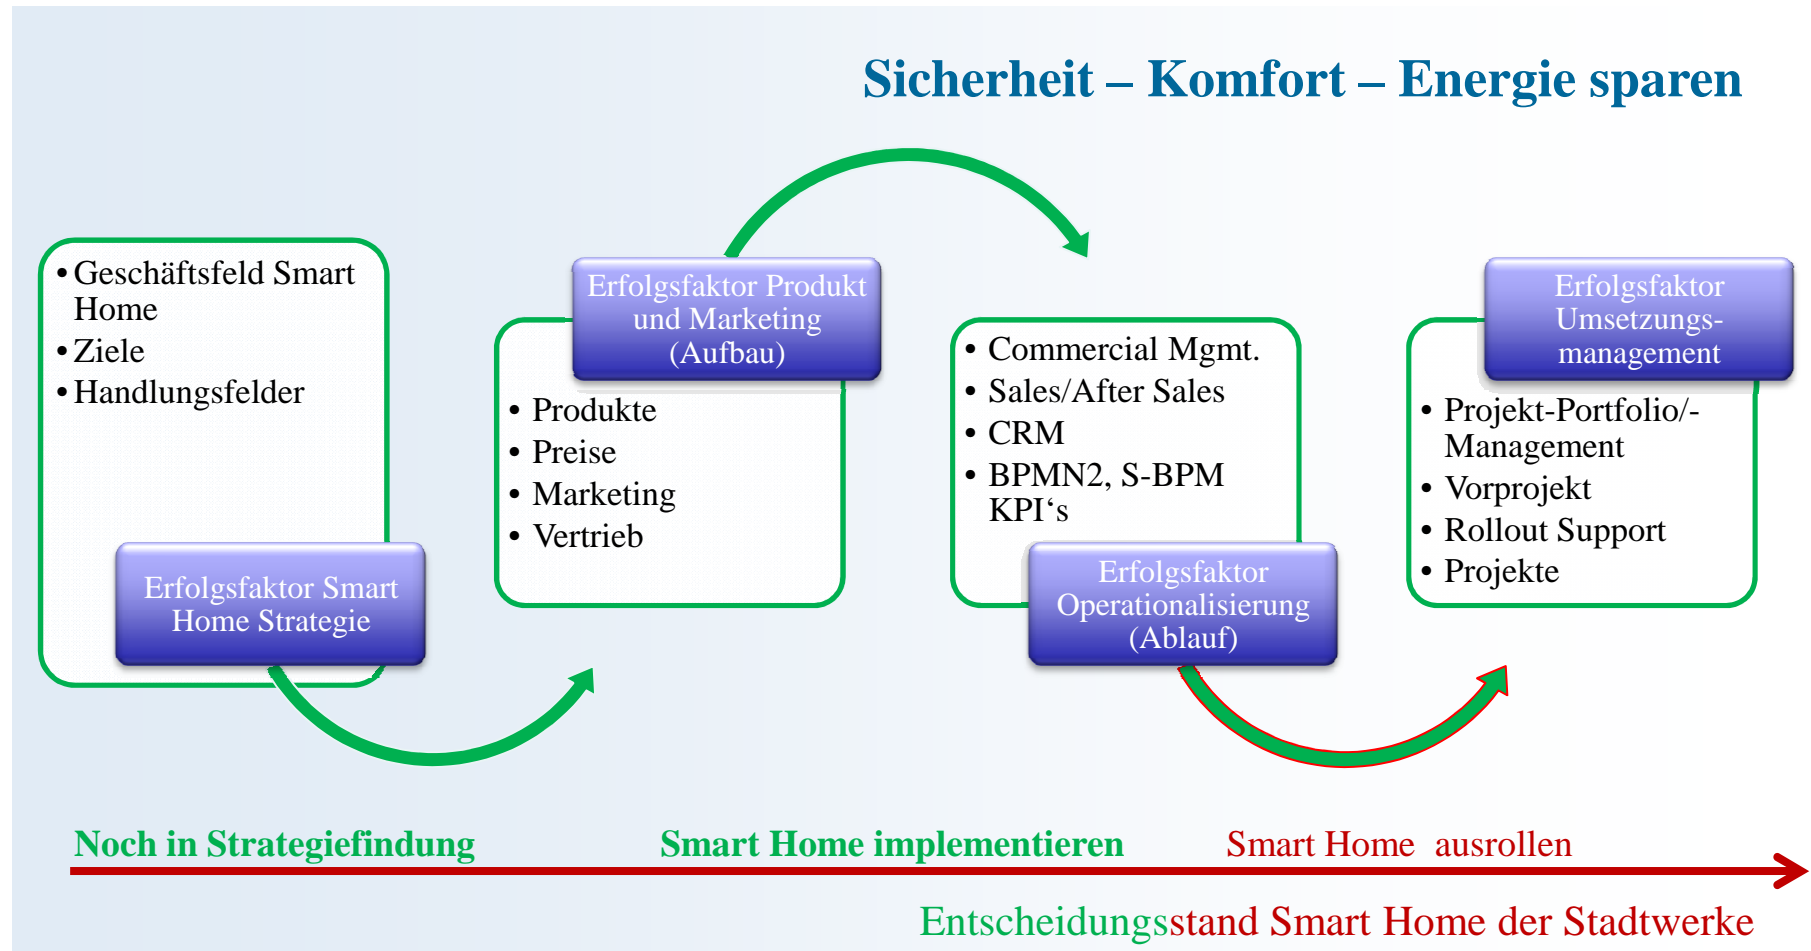 Sicherheit – Komfort – Energie sparen
• Geschäftsfeld Smart
Home
• Ziele
• Handlungsfelder
Erfolgsfaktor Smart
Home Strategie
Erfolgsfaktor Produkt
und Marketing
(Aufbau)
• Produkte
• Preise
• Marketing
• Vertrieb
• Commercial Mgmt.
• Sales/After Sales
• CRM
• BPMN2, S-BPM
KPI‘s
Erfolgsfaktor
Operationalisierung
(Ablauf)
Erfolgsfaktor
Umsetzungs-
management
• Projekt-Portfolio/-
Management
• Vorprojekt
• Rollout Support
• Projekte
Noch in Strategiefindung
Smart Home implementieren
Smart Home ausrollen
Entscheidungsstand Smart Home der Stadtwerke